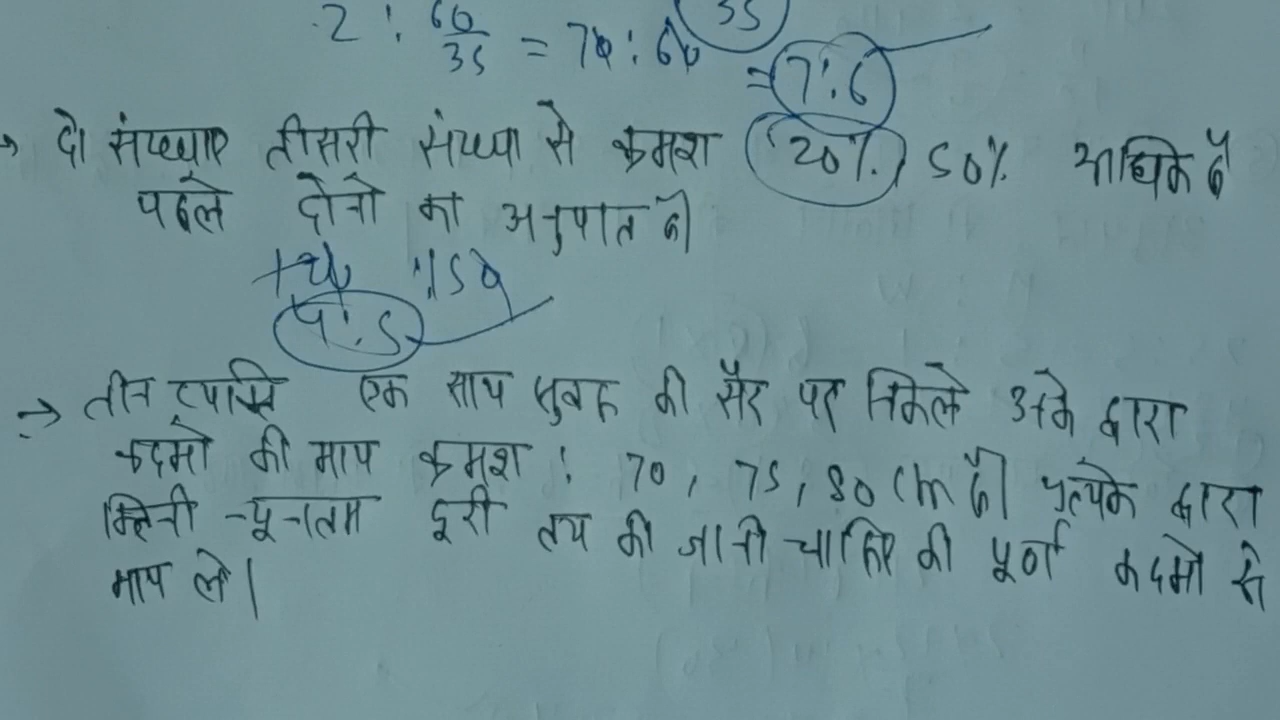 2 : 60/35 = 70 : 60
= 7:6
→ दो संख्याए तीसरी संख्या से क्रमश 20%, 50% अधिक है
पहले दोनो का अनुपात हो
120 : 150
4:5
→ तीन व्यक्ति एक साथ सुबह की सैर पर निकले उनके द्वारा
कदमो की माप क्रमश : 70, 75, 80 cm है। प्रत्येक द्वारा
कितनी न्यूनतम दूरी तय की जानी चाहिए की पूर्ण कदमो से
माप ले।